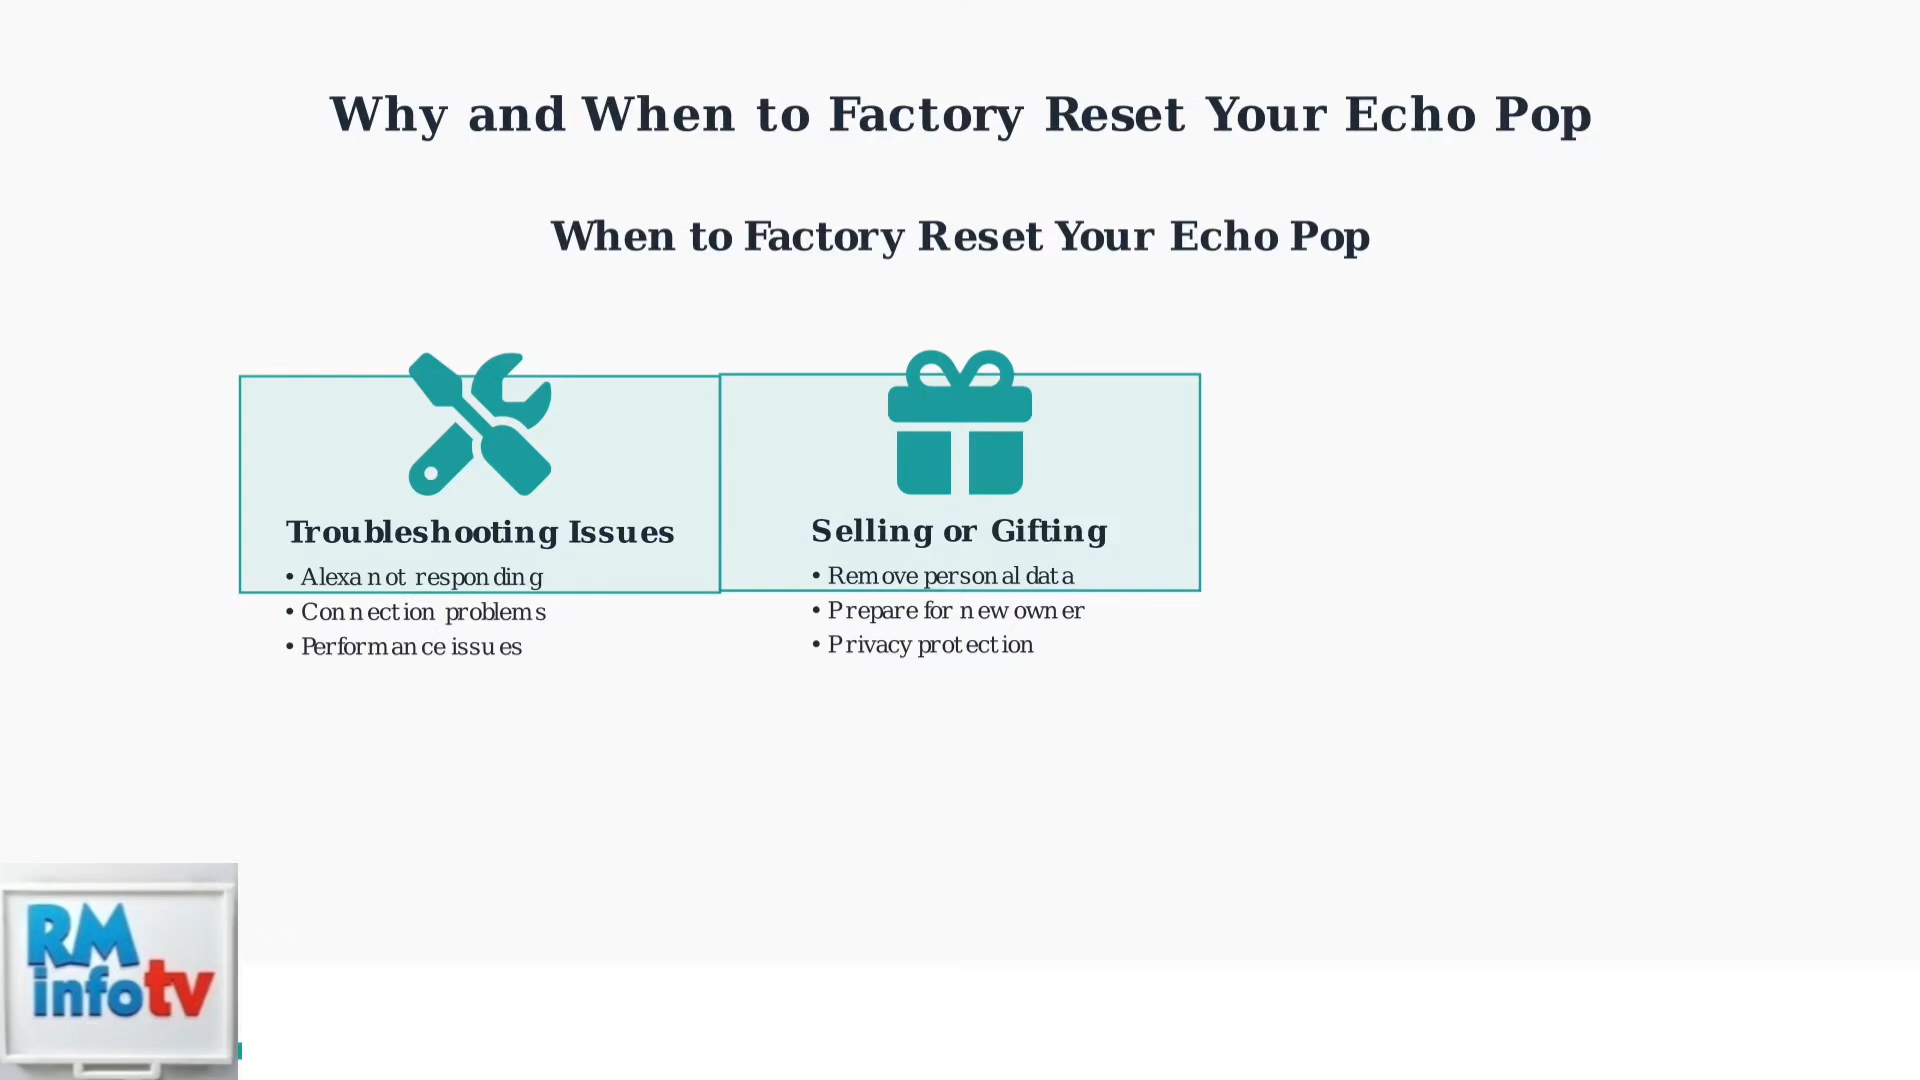 Why and When to Factory Reset Your Echo Pop
When to Factory Reset Your Echo Pop
Troubleshooting Issues
• Alexa not responding
• Connection problems
• Performance issues
Selling or Gifting
• Remove personal data
• Prepare for new owner
• Privacy protection
RM
infotv